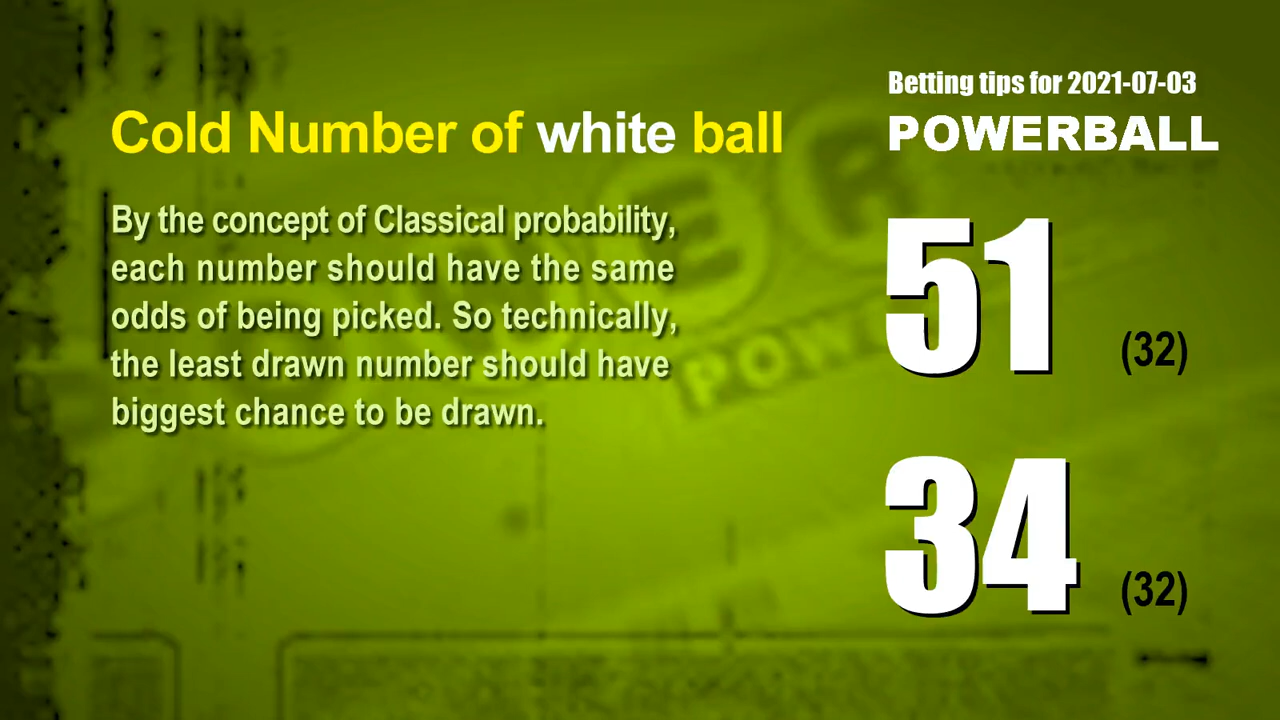 Betting tips for 2021-07-03
POWERBALL
Cold Number of white ball
By the concept of Classical probability,
each number should have the same
odds of being picked. So technically,
the least drawn number should have
biggest chance to be drawn.
51 (32)
34 (32)